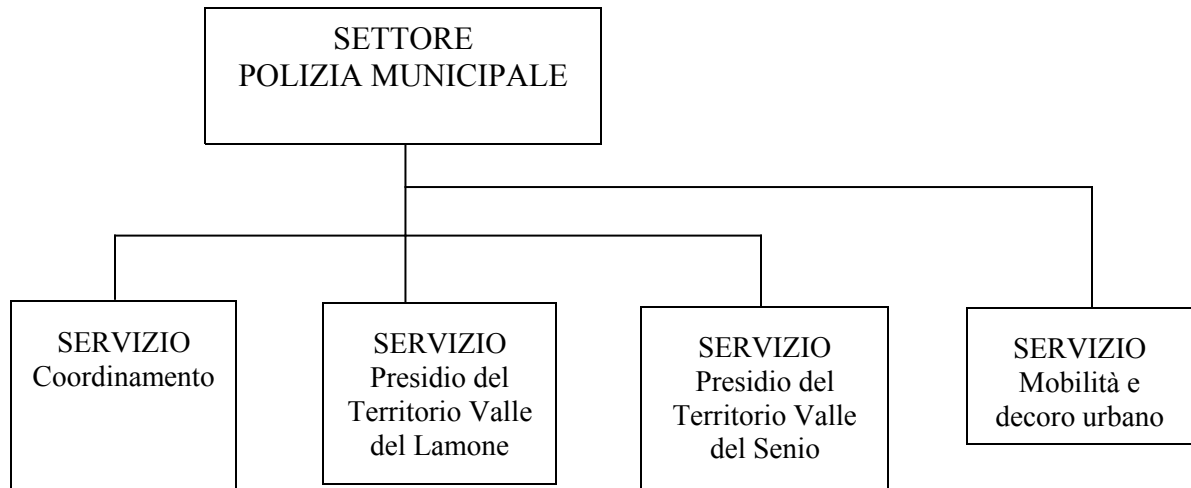 SETTORE
POLIZIA MUNICIPALE
SERVIZIO
Coordinamento
SERVIZIO
Presidio del
Territorio Valle
del Lamone
SERVIZIO
Presidio del
Territorio Valle
del Senio
SERVIZIO
Mobilità e
decoro urbano